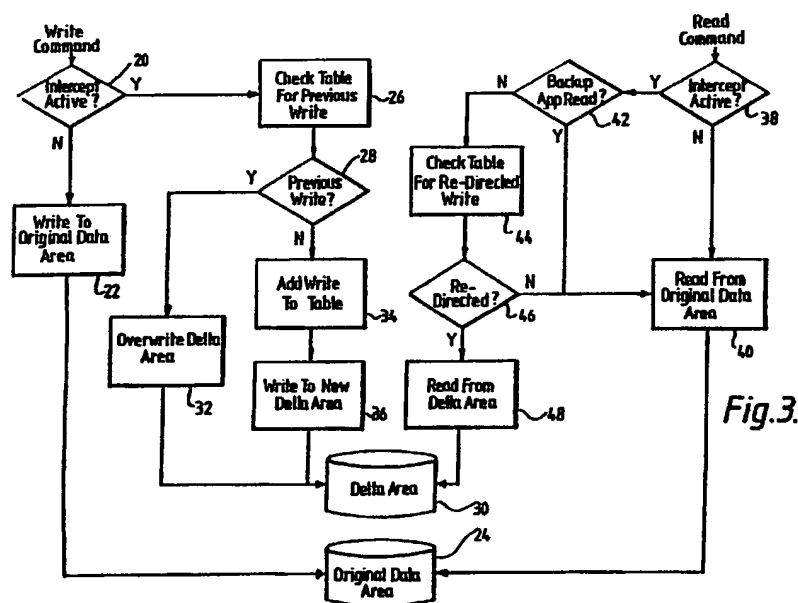 Write
Command
20
Intercept
Active?
Y
N
Check Table
For Previous
Write
26
28
Previous
Write?
Y
N
Write To
Original Data
Area
22
Overwrite Delta
Area
32
Add Write
To Table
34
Write To New
Delta Area
36
Read
Command
Intercept
Active?
38
Y
N
Backup
App Read?
42
N
Y
Check Table
For Re-Directed
Write
44
Re-
Directed?
46
N
Y
Read From
Original Data
Area
40
Read From
Delta Area
48
Delta Area
30
24
Original Data
Area
Fig.3.